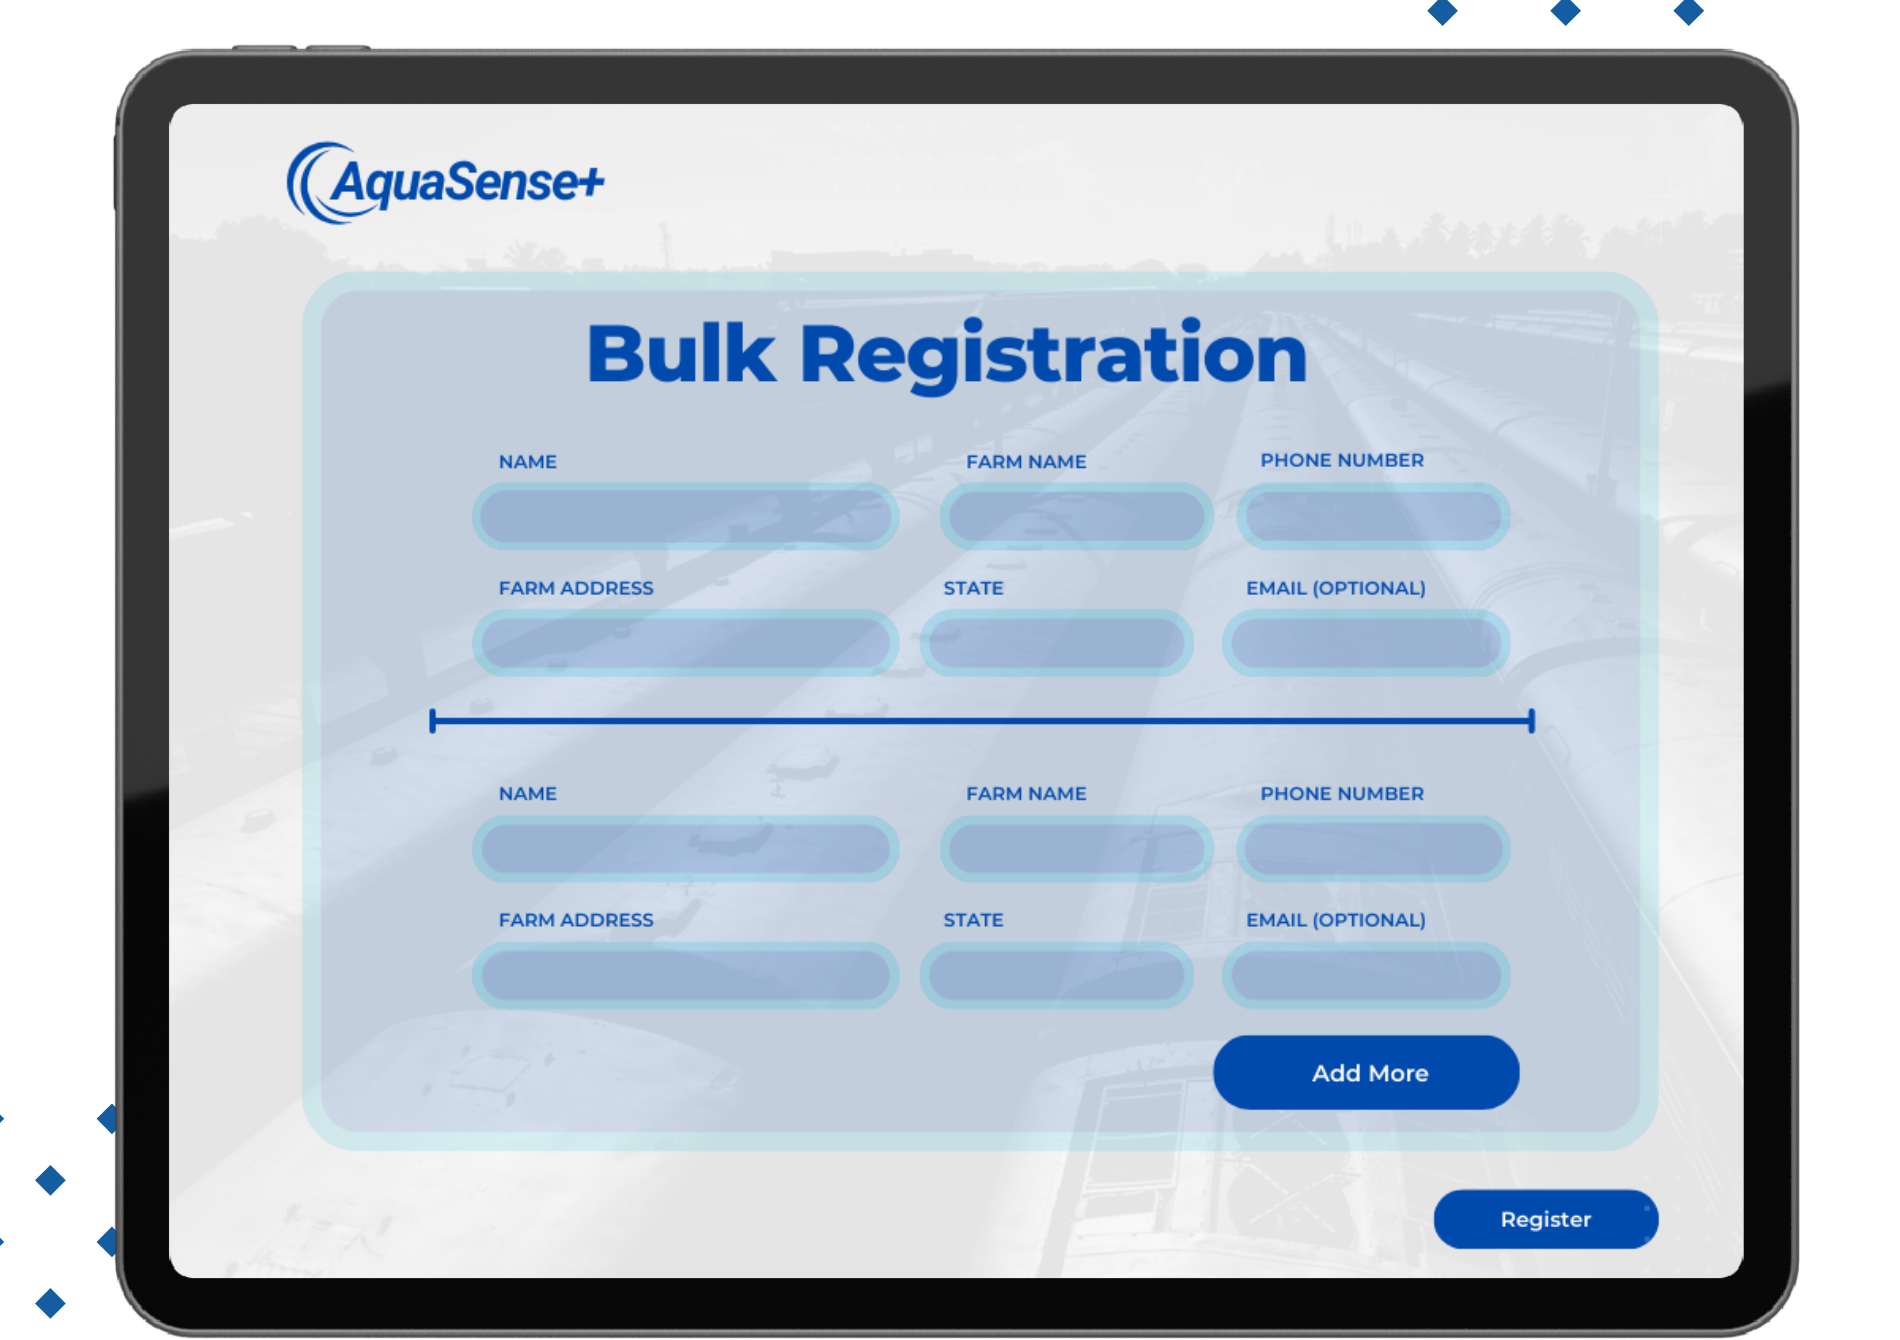 AquaSense+
Bulk Registration
NAME FARM NAME PHONE NUMBER
FARM ADDRESS STATE EMAIL (OPTIONAL)
NAME FARM NAME PHONE NUMBER
FARM ADDRESS STATE EMAIL (OPTIONAL)
Add More
Register